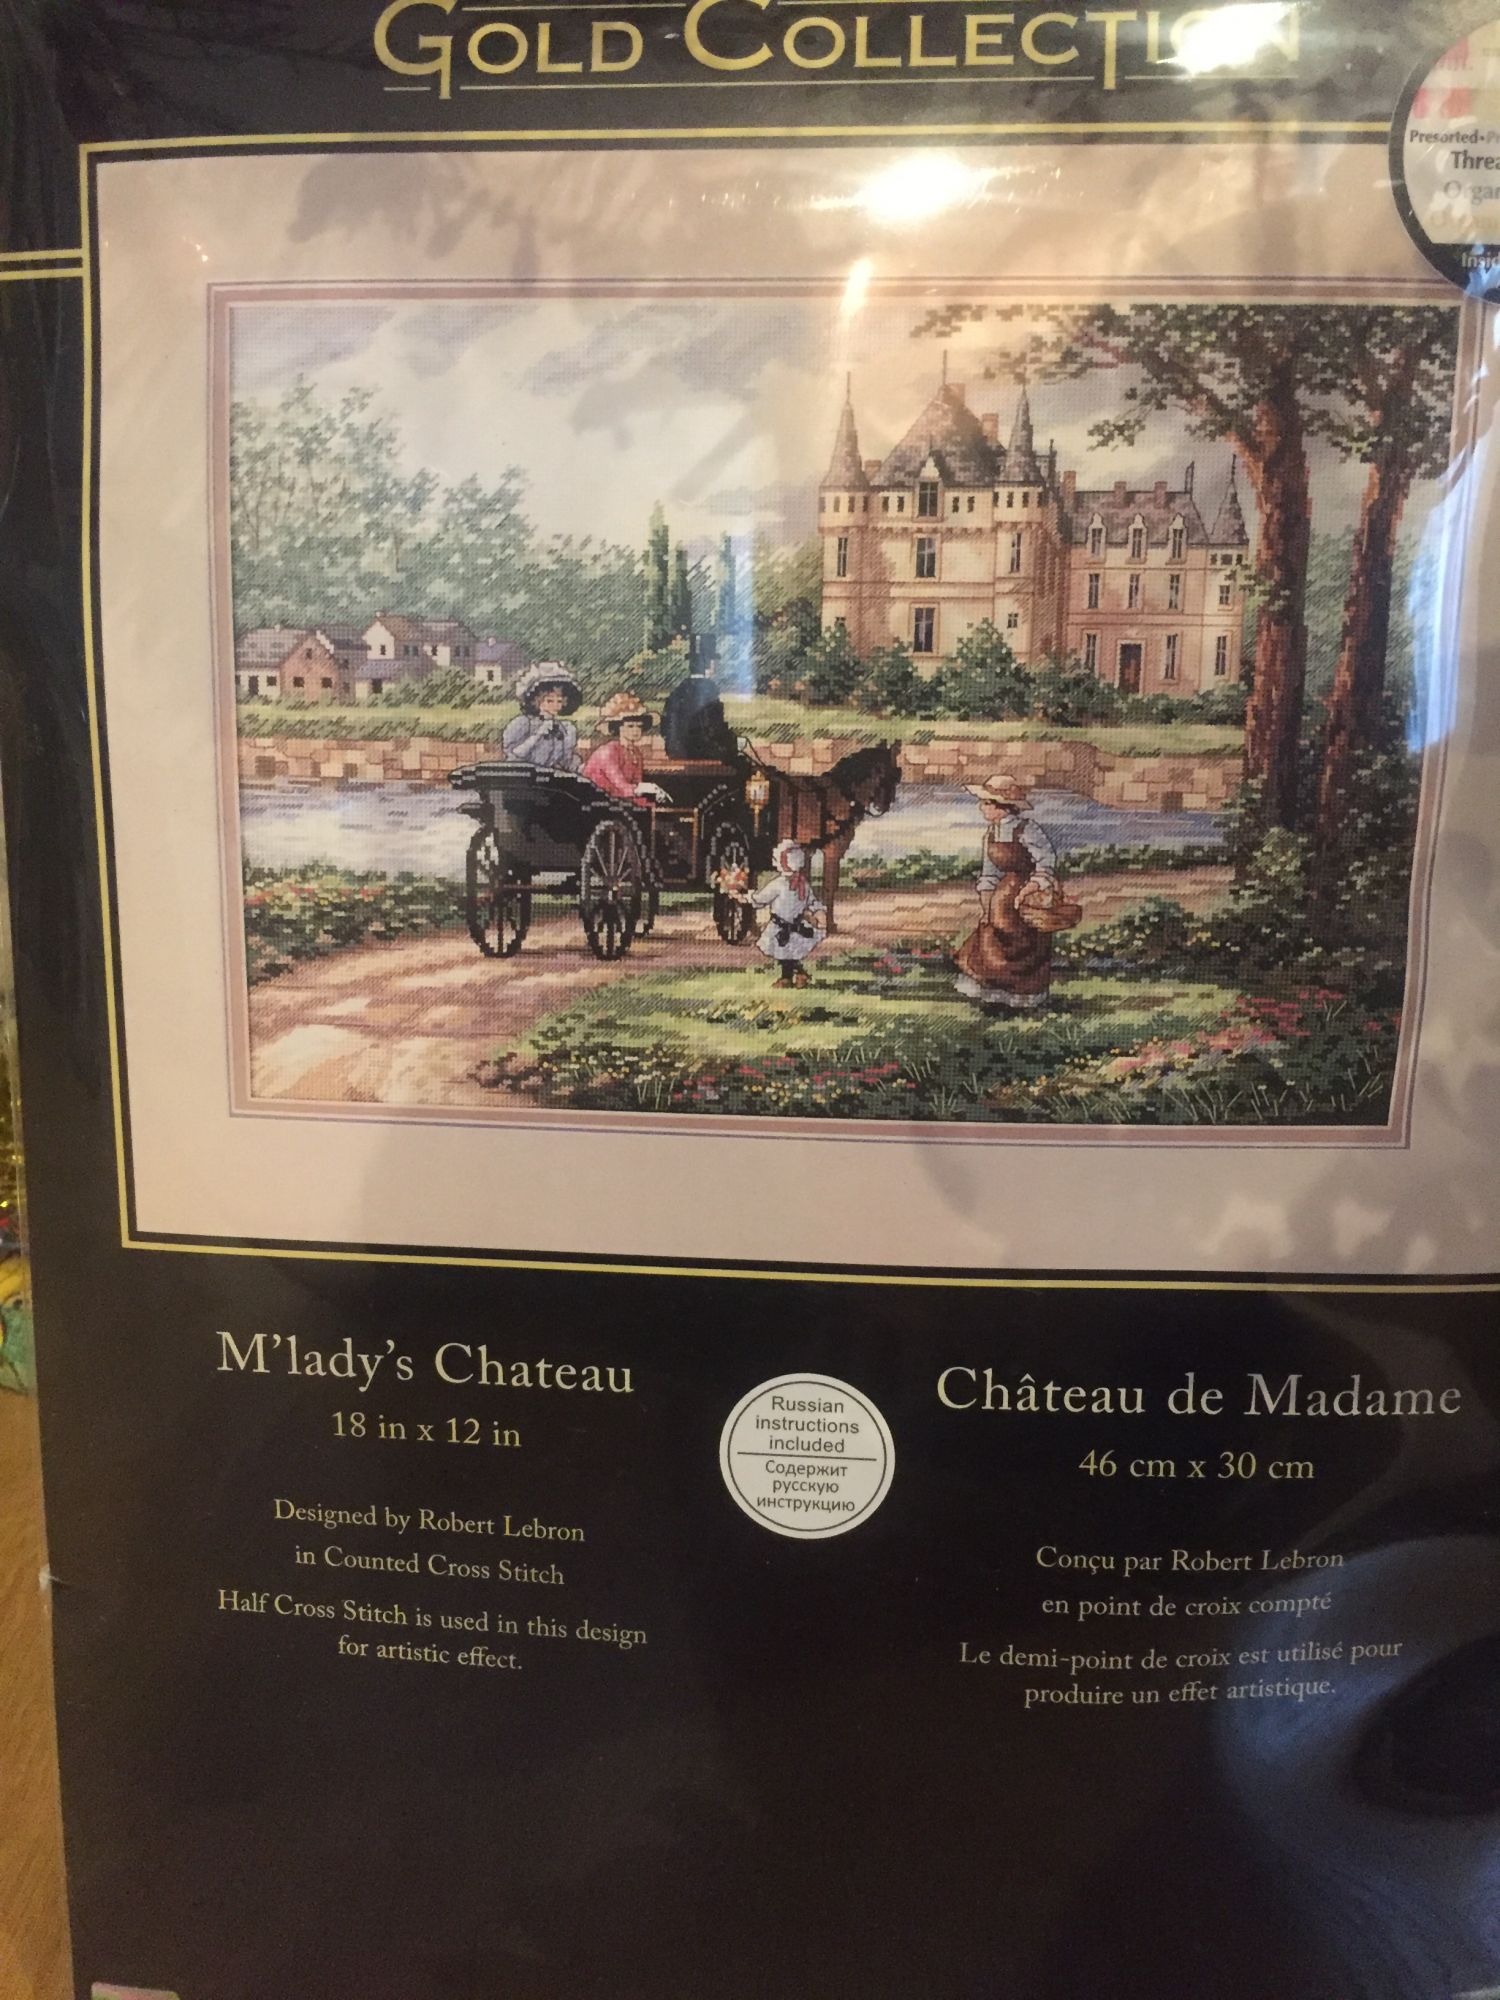 GOLD COLLECTION
Presorted
Threa
Orga
Insid
M'lady's Chateau
18 in x 12 in
Designed by Robert Lebron
in Counted Cross Stitch
Half Cross Stitch is used in this design
for artistic effect.
Russian
instructions
included
Содержит
русскую
инструкцию
Château de Madame
46 cm x 30 cm
Conçu par Robert Lebron
en point de croix compté
Le demi-point de croix est utilisé pour
produire un effet artistique.